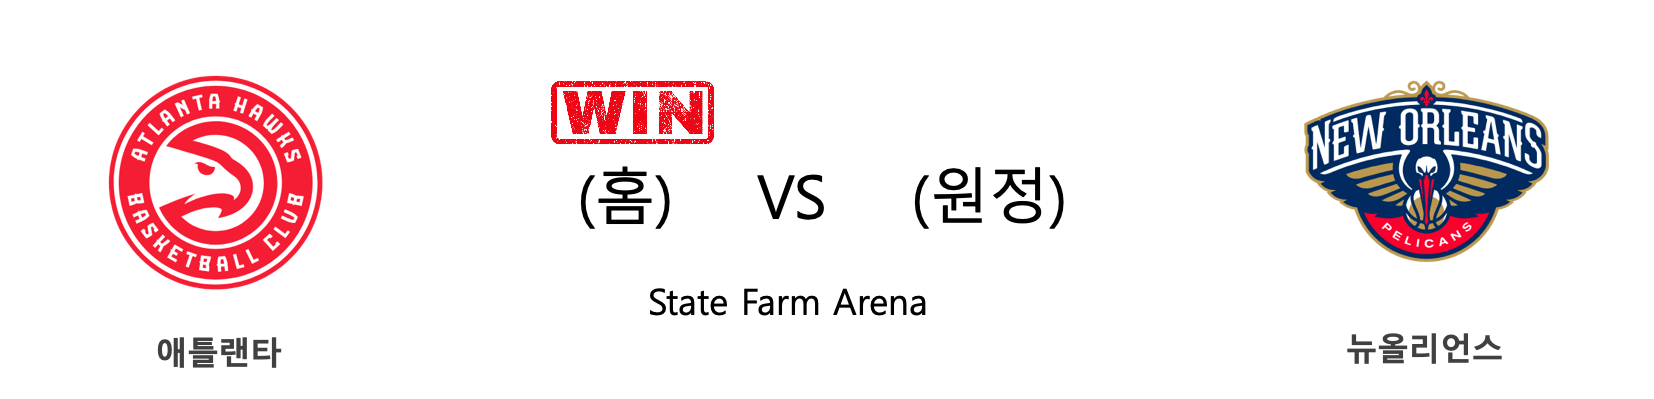 ATLANTA HAWKS
BASKETBALL CLUB
애틀랜타
WIN
(홈) VS (원정)
State Farm Arena
NEW ORLEANS
PELICANS
뉴올리언스